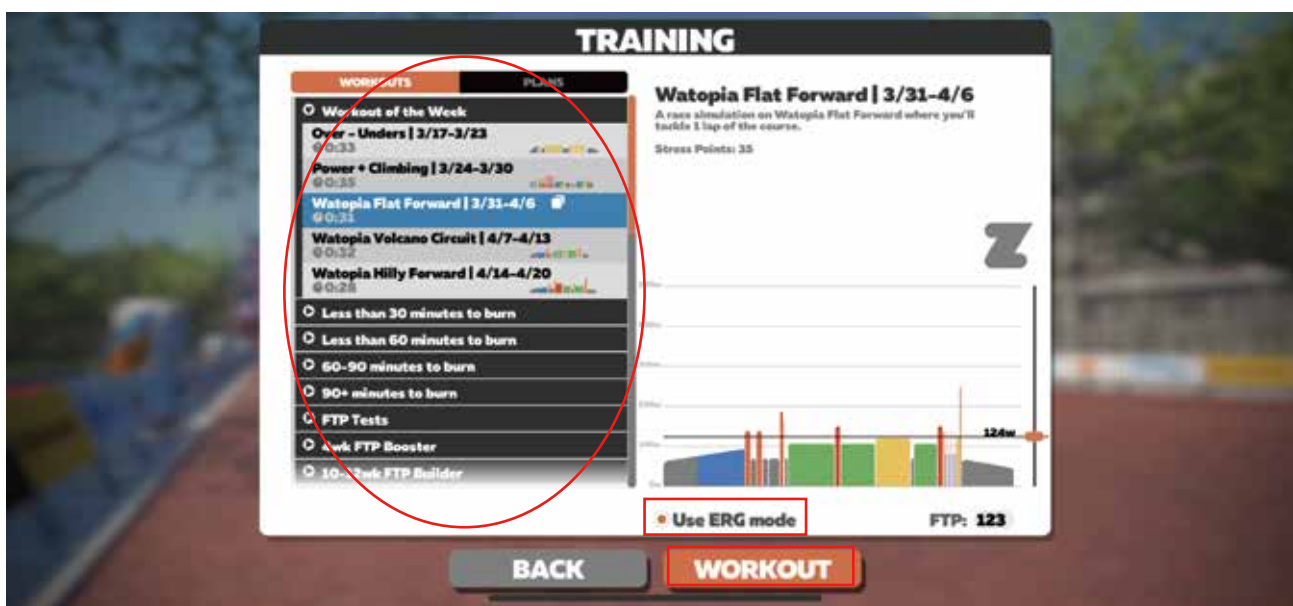 TRAINING
WORKOUTS
PLANS
Workout of the Week
Over - Unders | 3/17-3/23
0:33
Power + Climbing | 3/24-3/30
0:35
Watopia Flat Forward | 3/31-4/6
0:31
Watopia Volcano Circuit | 4/7-4/13
0:32
Watopia Hilly Forward | 4/14-4/20
0:28
Less than 30 minutes to burn
Less than 60 minutes to burn
60-90 minutes to burn
90+ minutes to burn
FTP Tests
4wk FTP Booster
10-12wk FTP Builder
Watopia Flat Forward | 3/31-4/6
A race simulation on Watopia Flat Forward where you'll
tackle 1 lap of the course.
Stress Points: 35
Z
124w
Use ERG mode
FTP: 123
BACK
WORKOUT